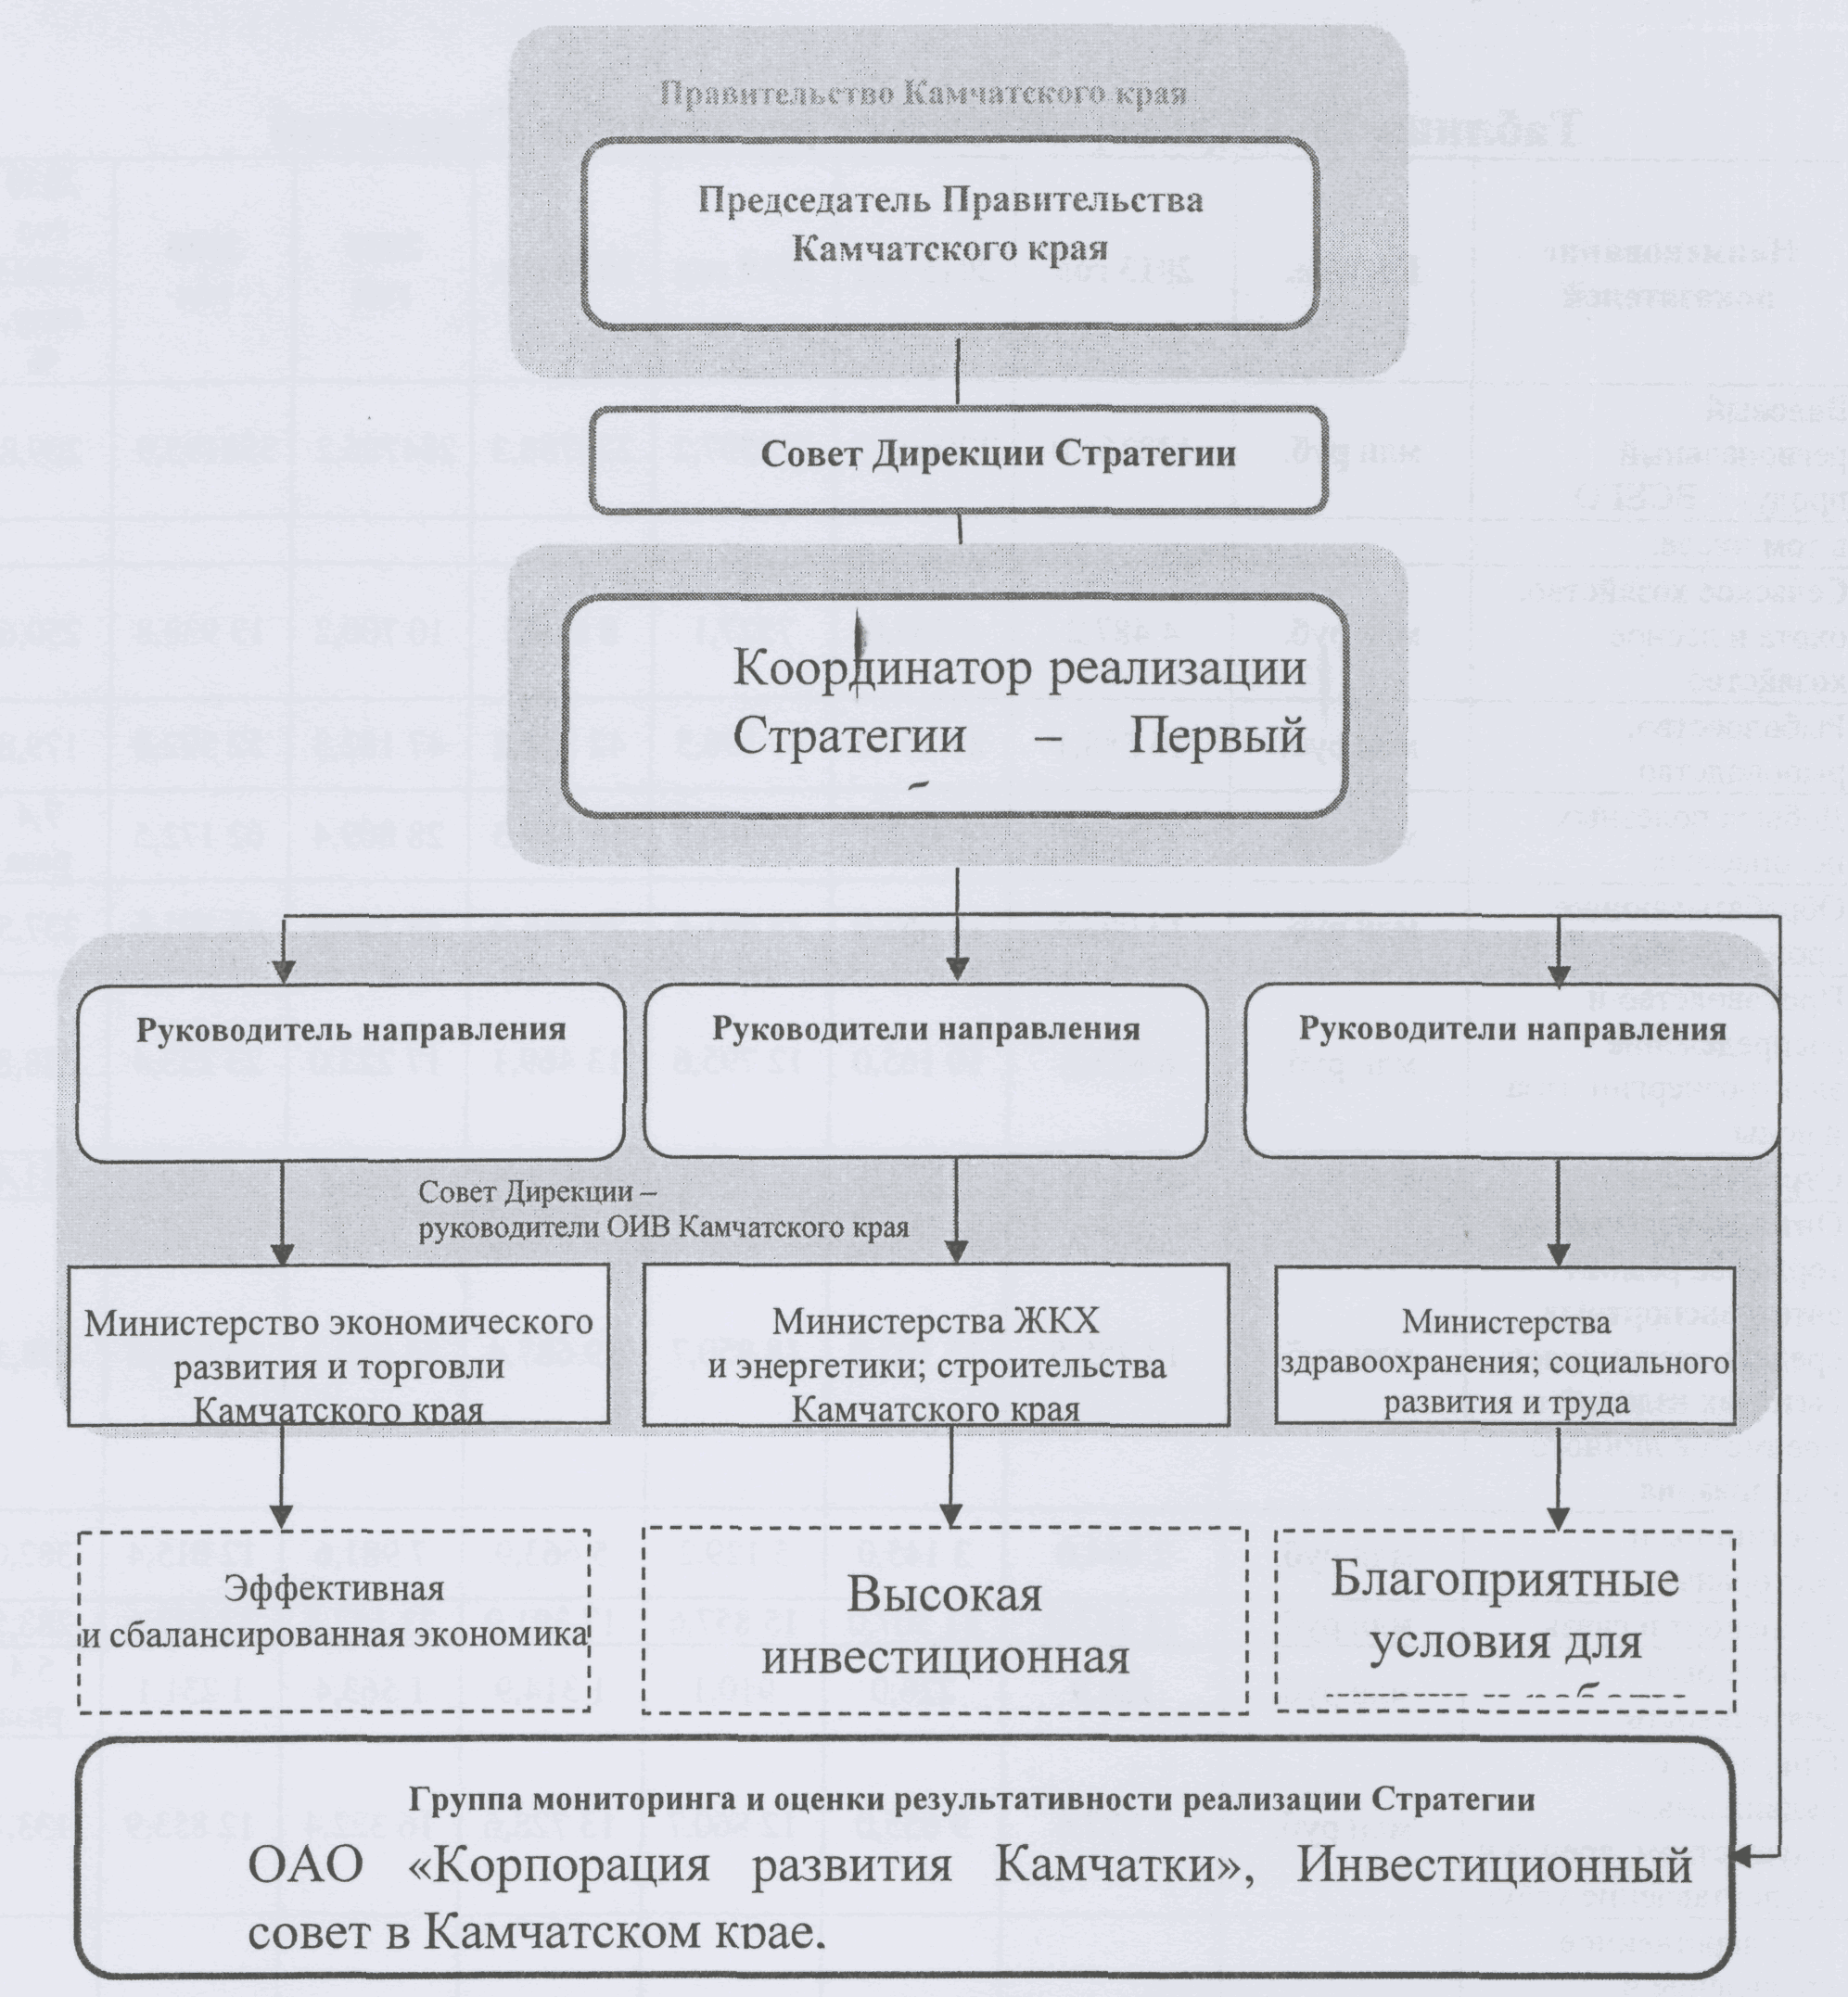 Правительство Камчатского края
Председатель Правительства
Камчатского края
Совет Дирекции Стратегии
Координатор реализации
Стратегии – Первый
Руководитель направления
Руководители направления
Руководители направления
Совет Дирекции –
руководители ОИВ Камчатского края
Министерство экономического
развития и торговли
Камчатского края
Министерства ЖКХ
и энергетики; строительства
Камчатского края
Министерства
здравоохранения; социального
развития и труда
Эффективная
и сбалансированная экономика
Высокая
инвестиционная
Благоприятные
условия для
Группа мониторинга и оценки результативности реализации Стратегии
ОАО «Корпорация развития Камчатки», Инвестиционный
совет в Камчатском крае.